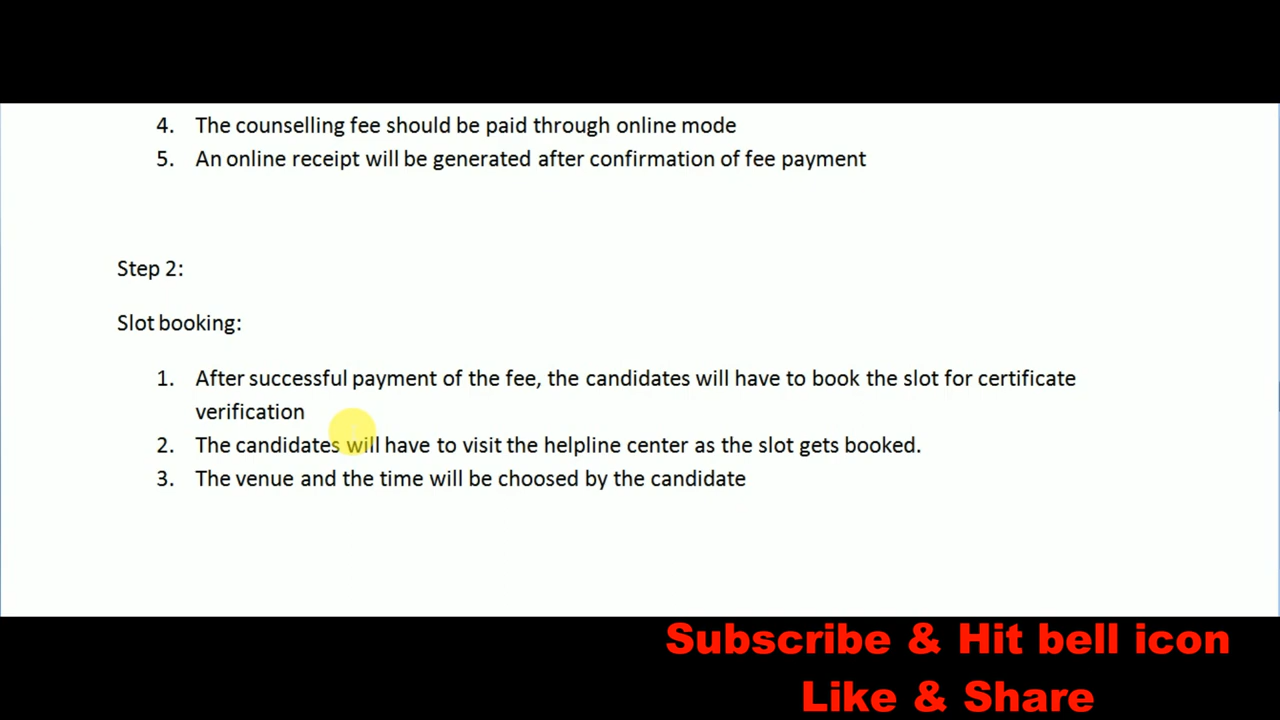 4. The counselling fee should be paid through online mode
5. An online receipt will be generated after confirmation of fee payment
Step 2:
Slot booking:
1. After successful payment of the fee, the candidates will have to book the slot for certificate
verification
2. The candidates will have to visit the helpline center as the slot gets booked.
3. The venue and the time will be choosed by the candidate
Subscribe & Hit bell icon
Like & Share